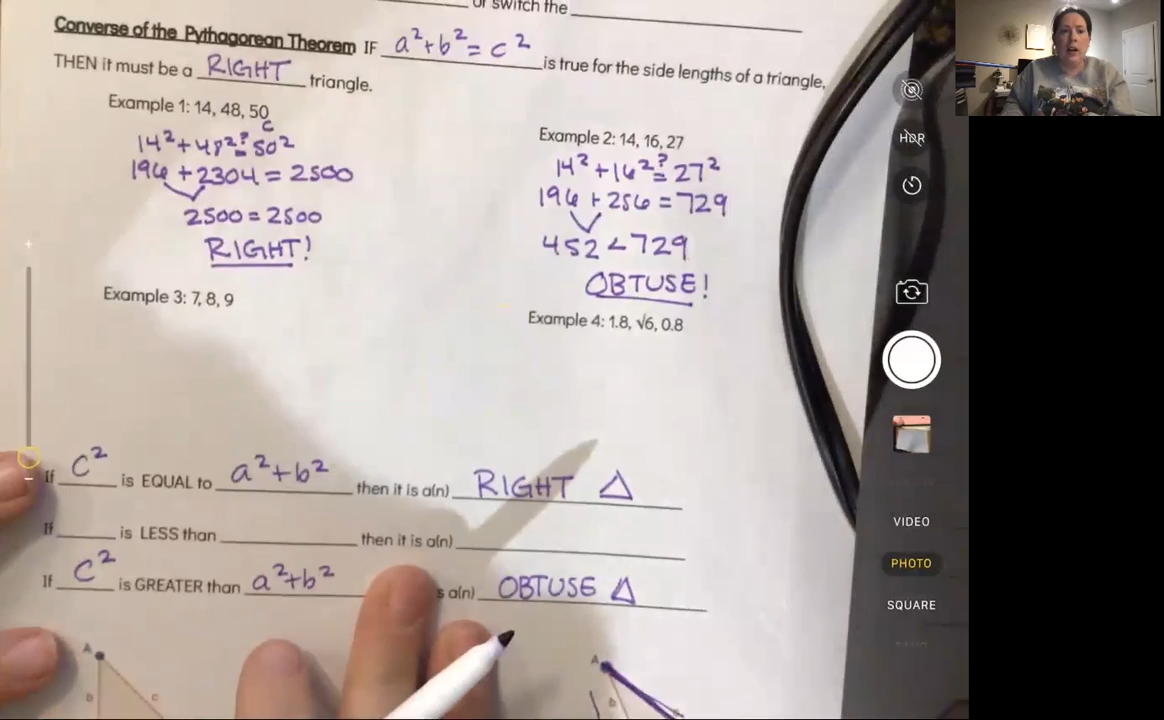 or switch the
Converse of the Pythagorean Theorem IF a²+b²=c² is true for the side lengths of a triangle,
THEN it must be a RIGHT triangle.
Example 1: 14, 48, 50
c
14²+48²≟50²
196+2304=2500
2500=2500
RIGHT!
Example 2: 14, 16, 27
14²+16²≟27²
196+256=729
452<729
OBTUSE!
Example 3: 7, 8, 9
Example 4: 1.8, √6, 0.8
If c² is EQUAL to a²+b² then it is a(n) RIGHT △
If is LESS than then it is a(n)
If c² is GREATER than a²+b² s a(n) OBTUSE △
A
b
c
A
b
c
HDR
VIDEO
PHOTO
SQUARE